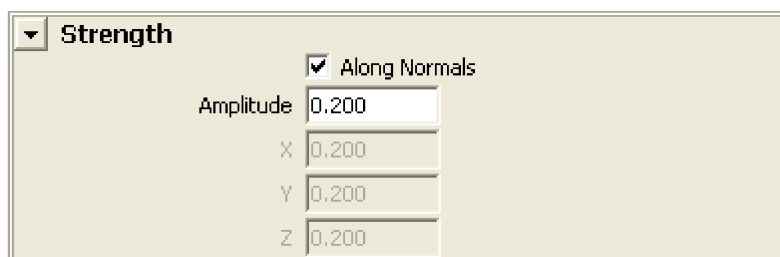 Strength
Along Normals
Amplitude 0.200
X 0.200
Y 0.200
Z 0.200